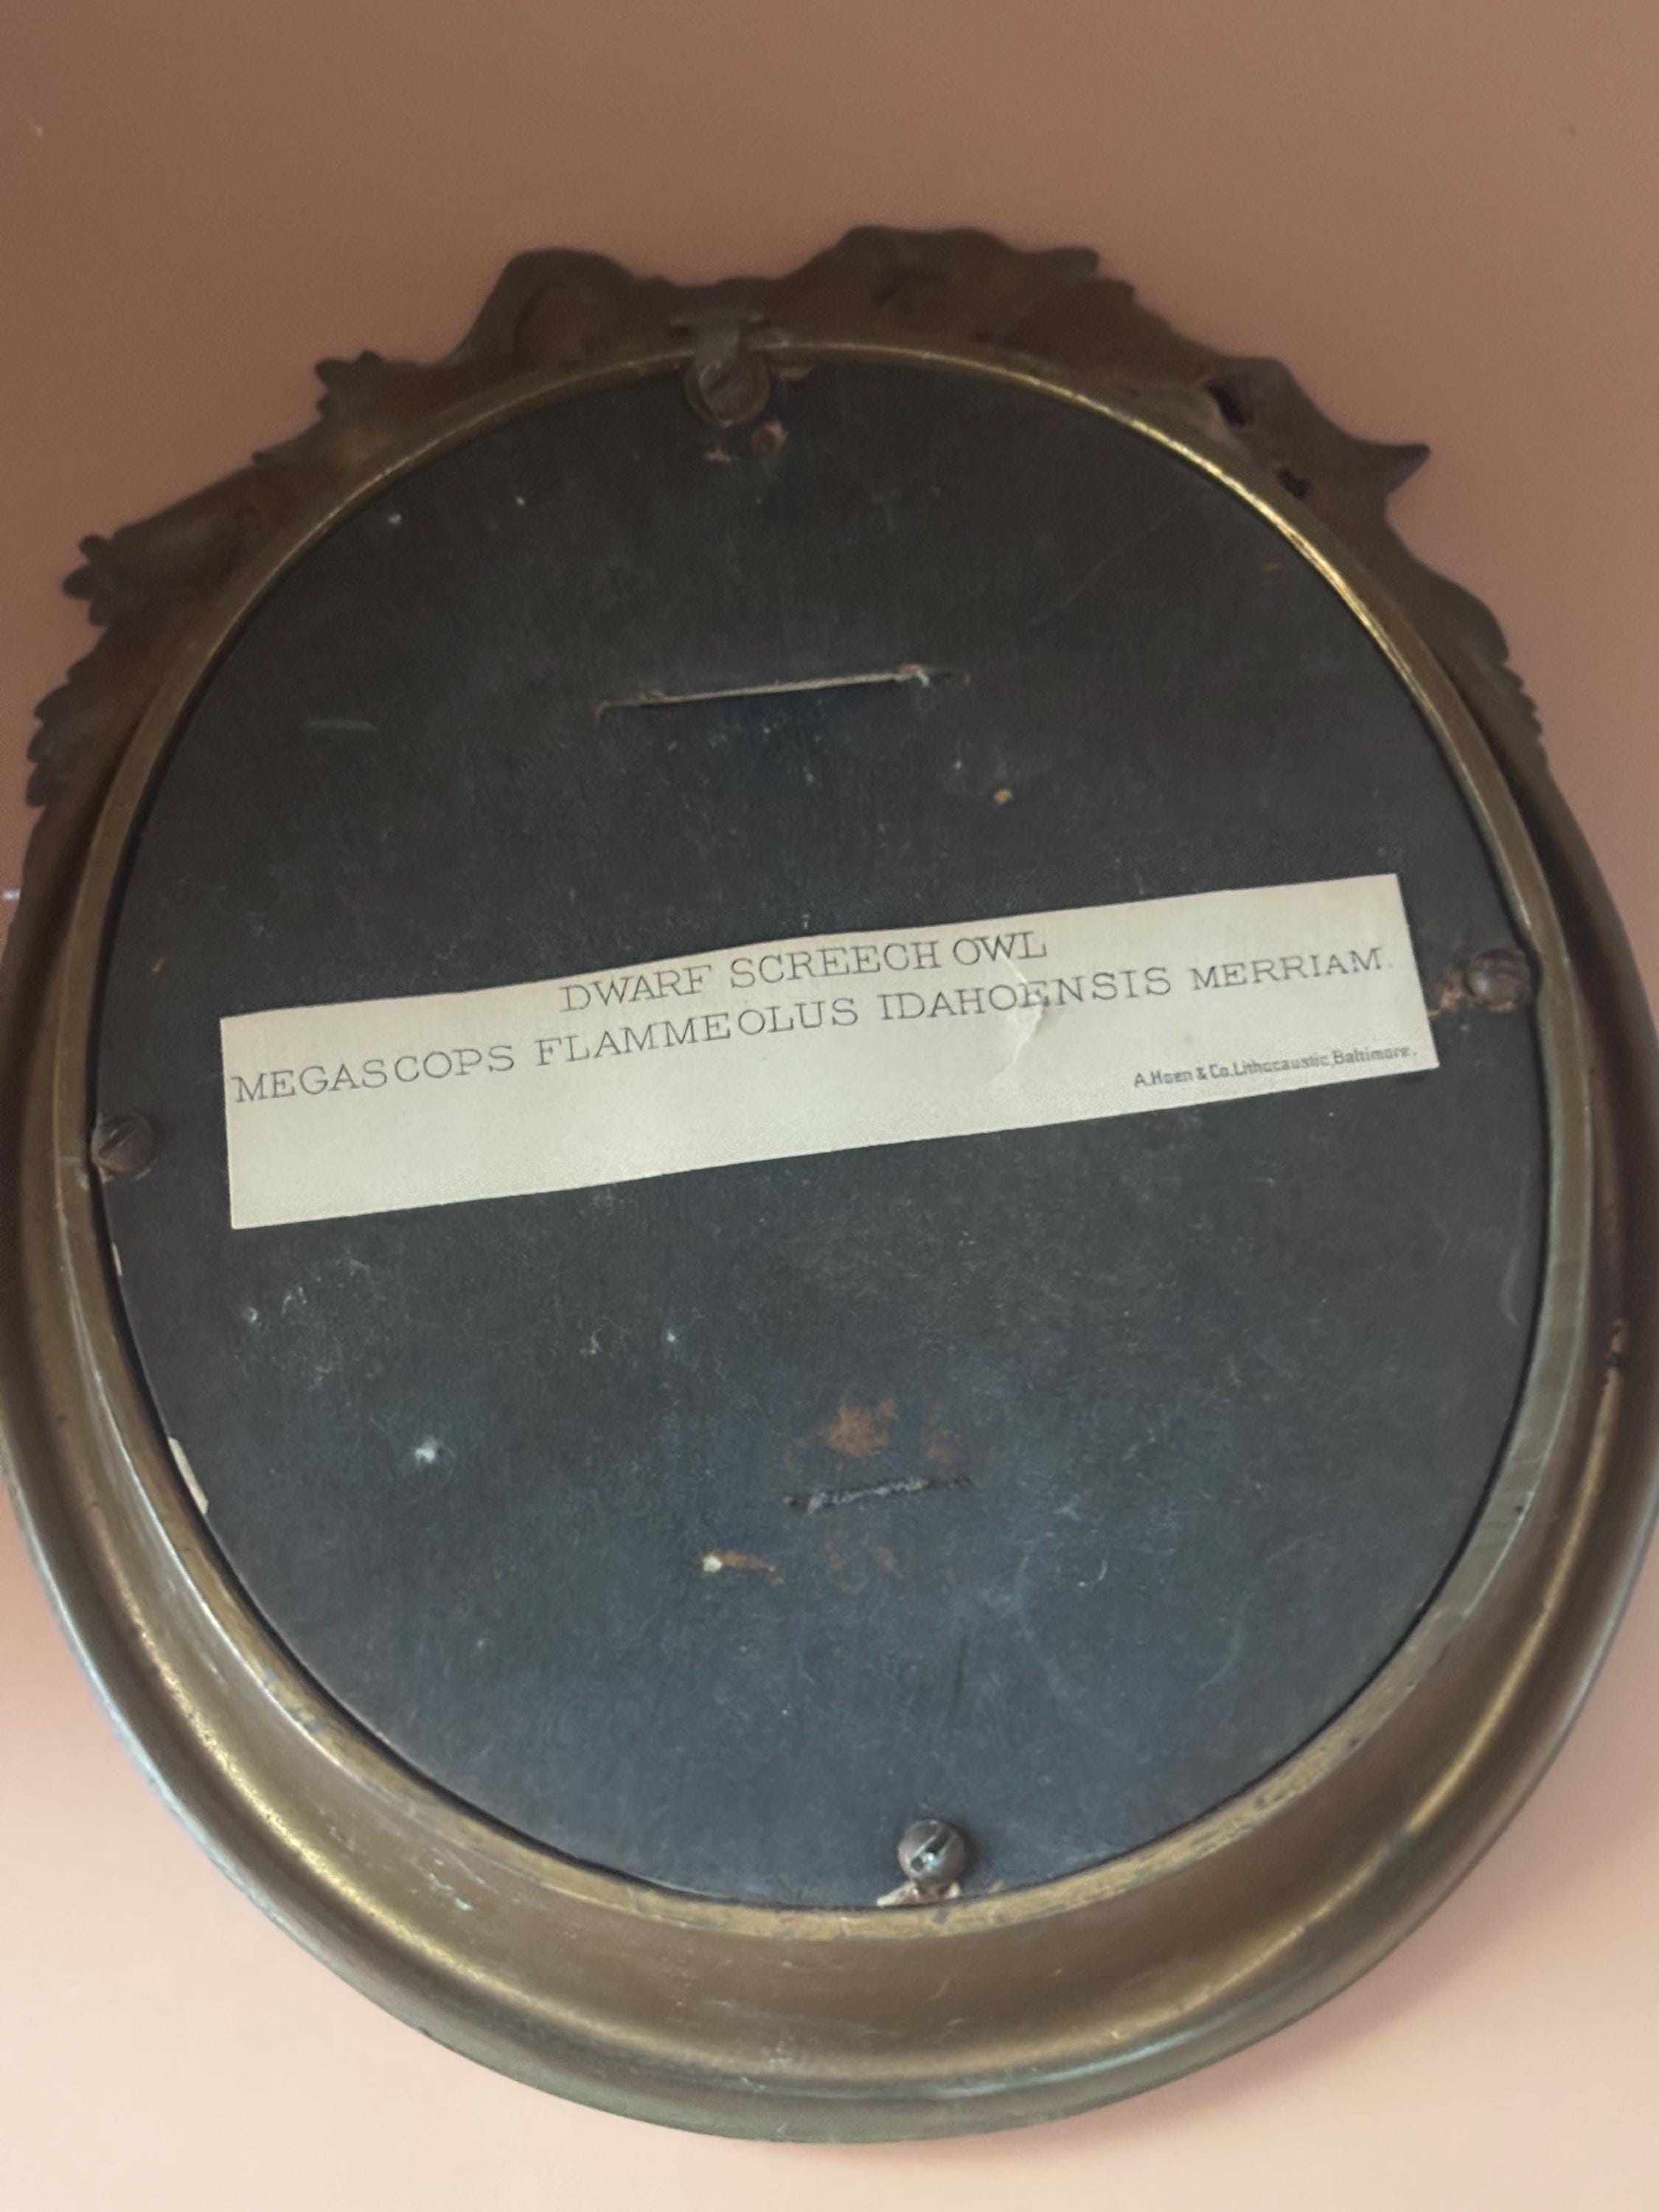 DWARF SCREECH OWL
MEGASCOPS FLAMMEOLUS IDAHOENSIS MERRIAM.
A.Hoen & Co.Lithocaustic,Baltimore.